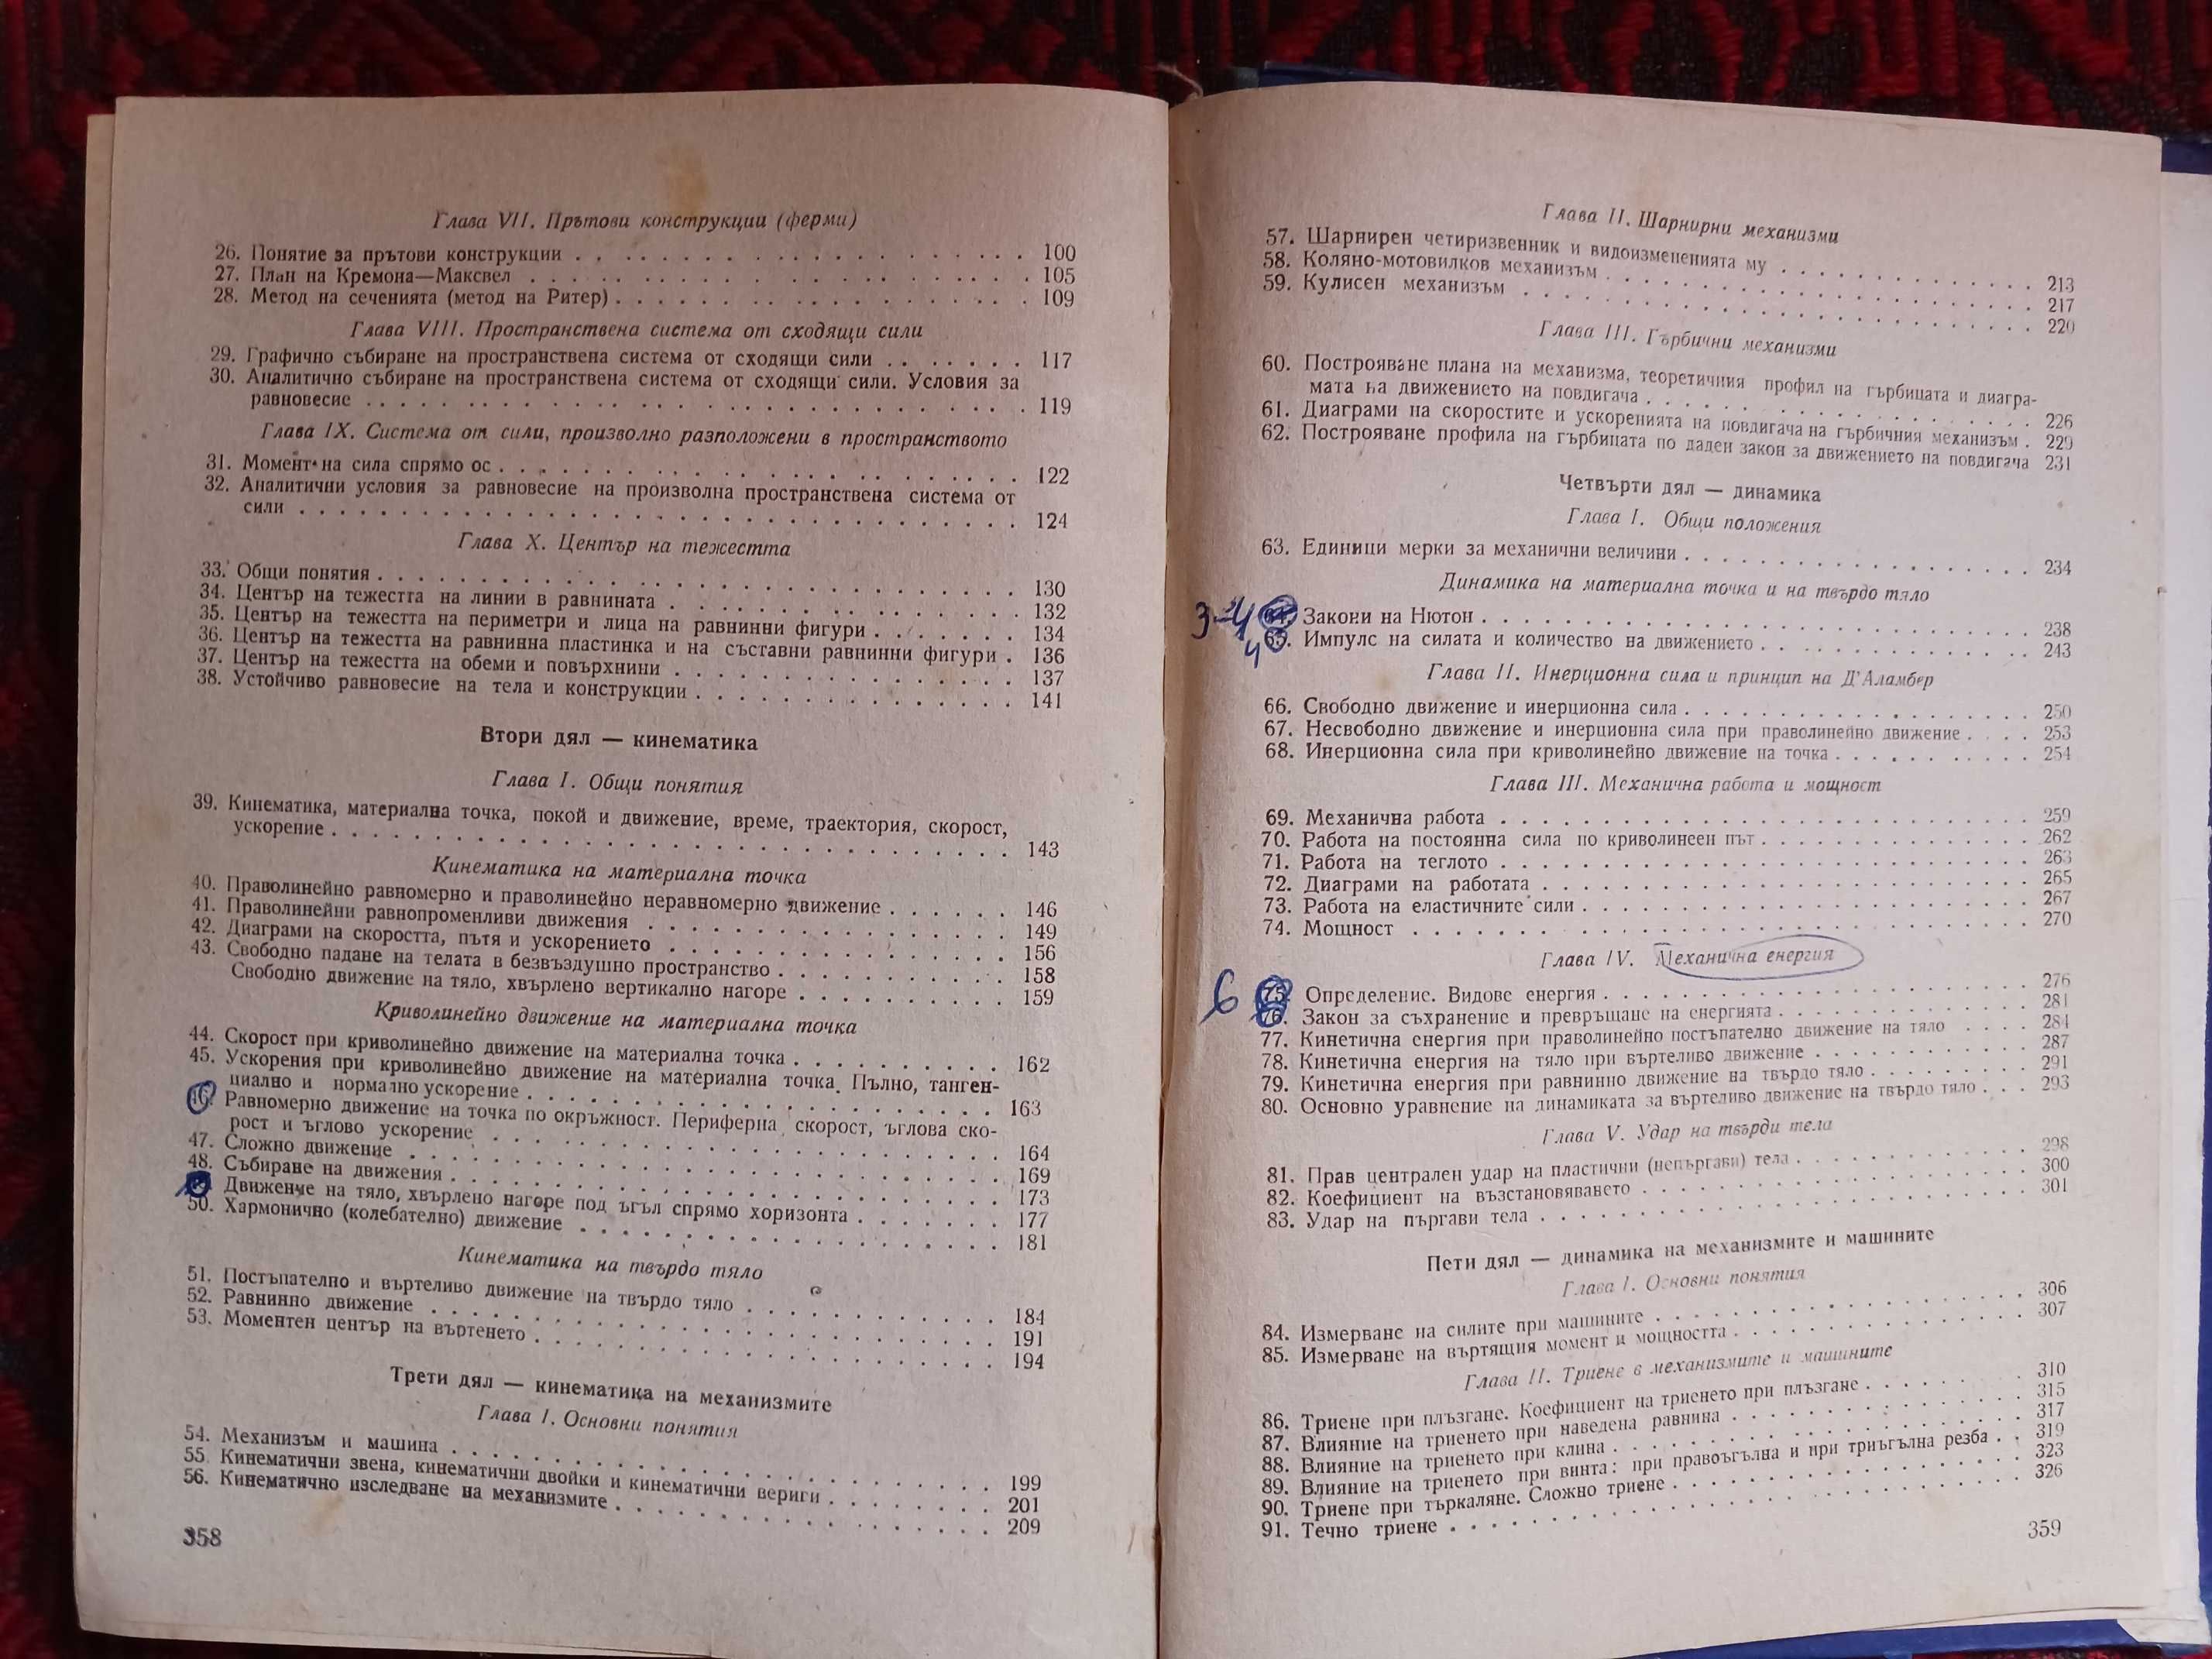 Глава VII. Прътови конструкции (ферми)
26. Понятие за прътови конструкции . . . . . . . . . . . . . . . . . . 100
27. План на Кремона—Максвел . . . . . . . . . . . . . . . . . . 105
28. Метод на сеченията (метод на Ритер) . . . . . . . . . . . . . . . . 109
Глава VIII. Пространствена система от сходящи сили
29. Графично събиране на пространствена система от сходящи сили . . . . . . . 117
30. Аналитично събиране на пространствена система от сходящи сили. Условия за
равновесие . . . . . . . . . . . . . . . . . . . . . . . . . . 119
Глава IX. Система от сили, произволно разположени в пространството
31. Момент на сила спрямо ос . . . . . . . . . . . . . . . . . . . . 122
32. Аналитични условия за равновесие на произволна пространствена система от
сили . . . . . . . . . . . . . . . . . . . . . . . . . . . . 124
Глава X. Център на тежестта
33. Общи понятия . . . . . . . . . . . . . . . . . . . . . . . . . 130
34. Център на тежестта на линии в равнината . . . . . . . . . . . . . . 132
35. Център на тежестта на периметри и лица на равнинни фигури . . . . . . 134
36. Център на тежестта на равнинна пластинка и на съставни равнинни фигури . 136
37. Център на тежестта на обеми и повърхнини . . . . . . . . . . . . . . 137
38. Устойчиво равновесие на тела и конструкции . . . . . . . . . . . . . 141
Втори дял — кинематика
Глава I. Общи понятия
39. Кинематика, материална точка, покой и движение, време, траектория, скорост,
ускорение . . . . . . . . . . . . . . . . . . . . . . . . . . 143
Кинематика на материална точка
40. Праволинейно равномерно и праволинейно неравномерно движение . . . . . . 146
41. Праволинейни равнопроменливи движения . . . . . . . . . . . . . . . 149
42. Диаграми на скоростта, пътя и ускорението . . . . . . . . . . . . . . 156
43. Свободно падане на телата в безвъздушно пространство . . . . . . . . . 158
Свободно движение на тяло, хвърлено вертикално нагоре . . . . . . . . . 159
Криволинейно движение на материална точка
44. Скорост при криволинейно движение на материална точка . . . . . . . . . 162
45. Ускорения при криволинейно движение на материална точка. Пълно, танген-
циално и нормално ускорение . . . . . . . . . . . . . . . . . . . 163
46. Равномерно движение на точка по окръжност. Периферна скорост, ъглова ско-
рост и ъглово ускорение . . . . . . . . . . . . . . . . . . . . . 164
47. Сложно движение . . . . . . . . . . . . . . . . . . . . . . . . 169
48. Събиране на движения . . . . . . . . . . . . . . . . . . . . . . 173
Движение на тяло, хвърлено нагоре под ъгъл спрямо хоризонта . . . . . . . 177
50. Хармонично (колебателно) движение . . . . . . . . . . . . . . . . . 181
Кинематика на твърдо тяло
51. Постъпателно и въртеливо движение на твърдо тяло . . . . . . . . . . . 184
52. Равнинно движение . . . . . . . . . . . . . . . . . . . . . . . . 191
53. Моментен център на въртенето . . . . . . . . . . . . . . . . . . . 194
Трети дял — кинематика на механизмите
Глава I. Основни понятия
54. Механизъм и машина . . . . . . . . . . . . . . . . . . . . . . . 199
55. Кинематични звена, кинематични двойки и кинематични вериги . . . . . . . 201
56. Кинематично изследване на механизмите . . . . . . . . . . . . . . . . 209
358
Глава II. Шарнирни механизми
57. Шарнирен четиризвенник и видоизмененията му . . . . . . . . . . . . . 213
58. Коляно-мотовилков механизъм . . . . . . . . . . . . . . . . . . . . 217
59. Кулисен механизъм . . . . . . . . . . . . . . . . . . . . . . . . 220
Глава III. Гърбични механизми
60. Построяване плана на механизма, теоретичния профил на гърбицата и диагра-
мата на движението на повдигача . . . . . . . . . . . . . . . . . . 226
61. Диаграми на скоростите и ускоренията на повдигача на гърбичния механизъм . 229
62. Построяване профила на гърбицата по даден закон за движението на повдигача 231
Четвърти дял — динамика
Глава I. Общи положения
63. Единици мерки за механични величини . . . . . . . . . . . . . . . . 234
Динамика на материална точка и на твърдо тяло
3-4 64. Закони на Нютон . . . . . . . . . . . . . . . . . . . . . . . . 238
4 65. Импулс на силата и количество на движението . . . . . . . . . . . . . 243
Глава II. Инерционна сила и принцип на Д'Аламбер
66. Свободно движение и инерционна сила . . . . . . . . . . . . . . . . . 250
67. Несвободно движение и инерционна сила при праволинейно движение . . . . 253
68. Инерционна сила при криволинейно движение на точка . . . . . . . . . . 254
Глава III. Механична работа и мощност
69. Механична работа . . . . . . . . . . . . . . . . . . . . . . . . . 259
70. Работа на постоянна сила по криволинеен път . . . . . . . . . . . . . 262
71. Работа на теглото . . . . . . . . . . . . . . . . . . . . . . . . . 263
72. Диаграми на работата . . . . . . . . . . . . . . . . . . . . . . . 265
73. Работа на еластичните сили . . . . . . . . . . . . . . . . . . . . . 267
74. Мощност . . . . . . . . . . . . . . . . . . . . . . . . . . . . 270
Глава IV. Механична енергия
6 75. Определение. Видове енергия . . . . . . . . . . . . . . . . . . . . 276
76. Закон за съхранение и превръщане на енергията . . . . . . . . . . . . 281
77. Кинетична енергия при праволинейно постъпателно движение на тяло . . . . 284
78. Кинетична енергия на тяло при въртеливо движение . . . . . . . . . . . 287
79. Кинетична енергия при равнинно движение на твърдо тяло . . . . . . . . 291
80. Основно уравнение на динамиката за въртеливо движение на твърдо тяло . . . 293
Глава V. Удар на твърди тела
81. Прав централен удар на пластични (непъргави) тела . . . . . . . . . . . 298
82. Коефициент на възстановяването . . . . . . . . . . . . . . . . . . . 300
83. Удар на пъргави тела . . . . . . . . . . . . . . . . . . . . . . . 301
Пети дял — динамика на механизмите и машините
Глава I. Основни понятия
84. Измерване на силите при машините . . . . . . . . . . . . . . . . . . 306
85. Измерване на въртящия момент и мощността . . . . . . . . . . . . . . 307
Глава II. Триене в механизмите и машините
86. Триене при плъзгане. Коефициент на триенето при плъзгане . . . . . . . . 310
87. Влияние на триенето при наведена равнина . . . . . . . . . . . . . . . 315
88. Влияние на триенето при клина . . . . . . . . . . . . . . . . . . . 317
89. Влияние на триенето при винта: при правоъгълна и при триъгълна резба . . 319
90. Триене при търкаляне. Сложно триене . . . . . . . . . . . . . . . . . 323
91. Течно триене . . . . . . . . . . . . . . . . . . . . . . . . . . 326
359